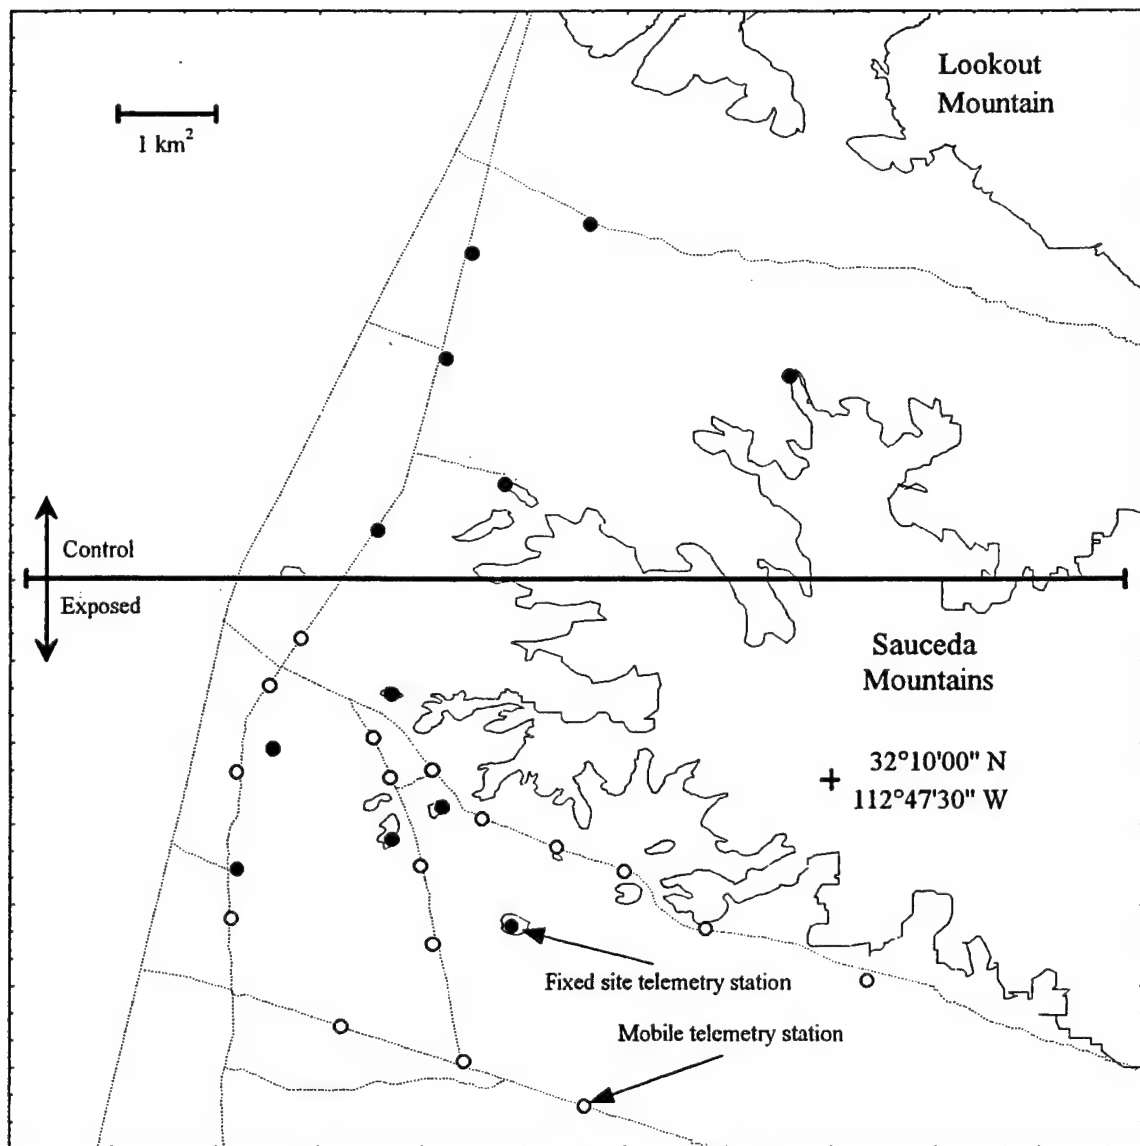 Lookout
Mountain
1 km²
Control
Exposed
Sauceda
Mountains
32°10'00" N
112°47'30" W
Fixed site telemetry station
Mobile telemetry station